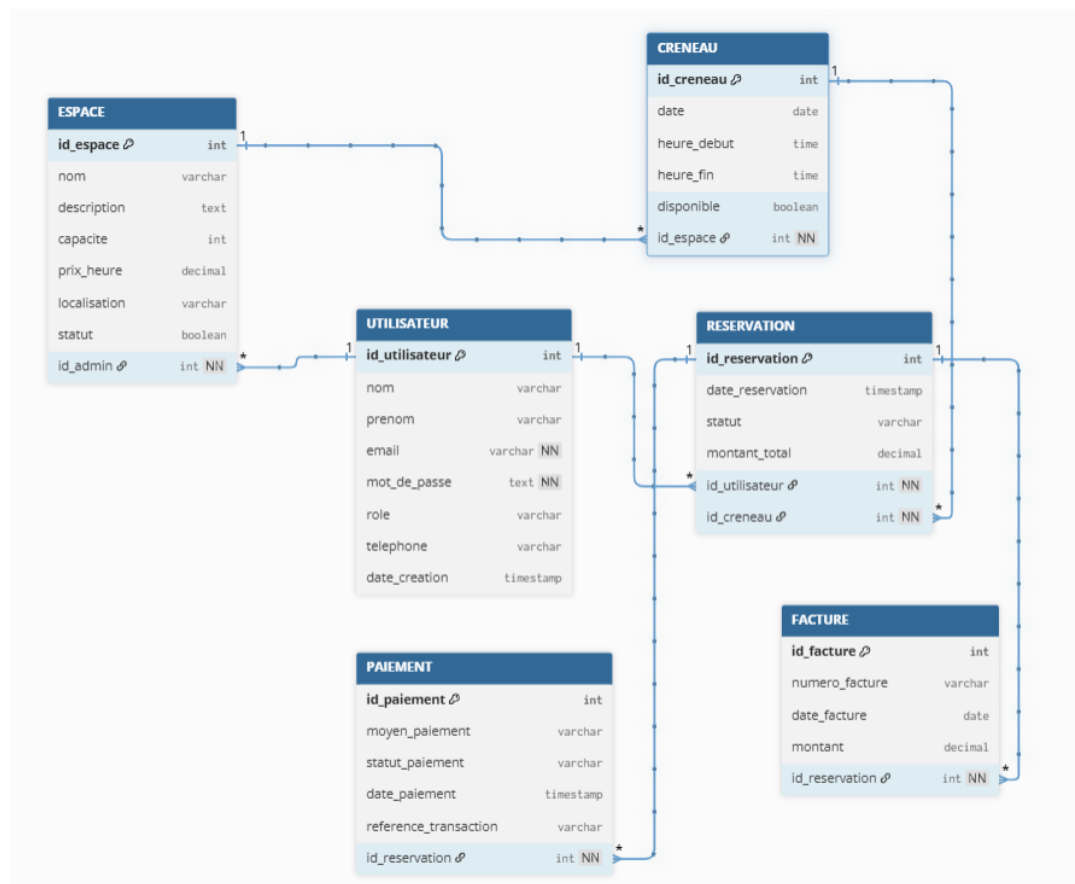 ESPACE
id_espace int
nom varchar
description text
capacite int
prix_heure decimal
localisation varchar
statut boolean
id_admin int NN
1
*
CRENEAU
id_creneau int
date date
heure_debut time
heure_fin time
disponible boolean
id_espace int NN
1
*
UTILISATEUR
id_utilisateur int
nom varchar
prenom varchar
email varchar NN
mot_de_passe text NN
role varchar
telephone varchar
date_creation timestamp
1
1
RESERVATION
id_reservation int
date_reservation timestamp
statut varchar
montant_total decimal
id_utilisateur int NN
id_creneau int NN
1
1
*
*
PAIEMENT
id_paiement int
moyen_paiement varchar
statut_paiement varchar
date_paiement timestamp
reference_transaction varchar
id_reservation int NN
*
FACTURE
id_facture int
numero_facture varchar
date_facture date
montant decimal
id_reservation int NN
*